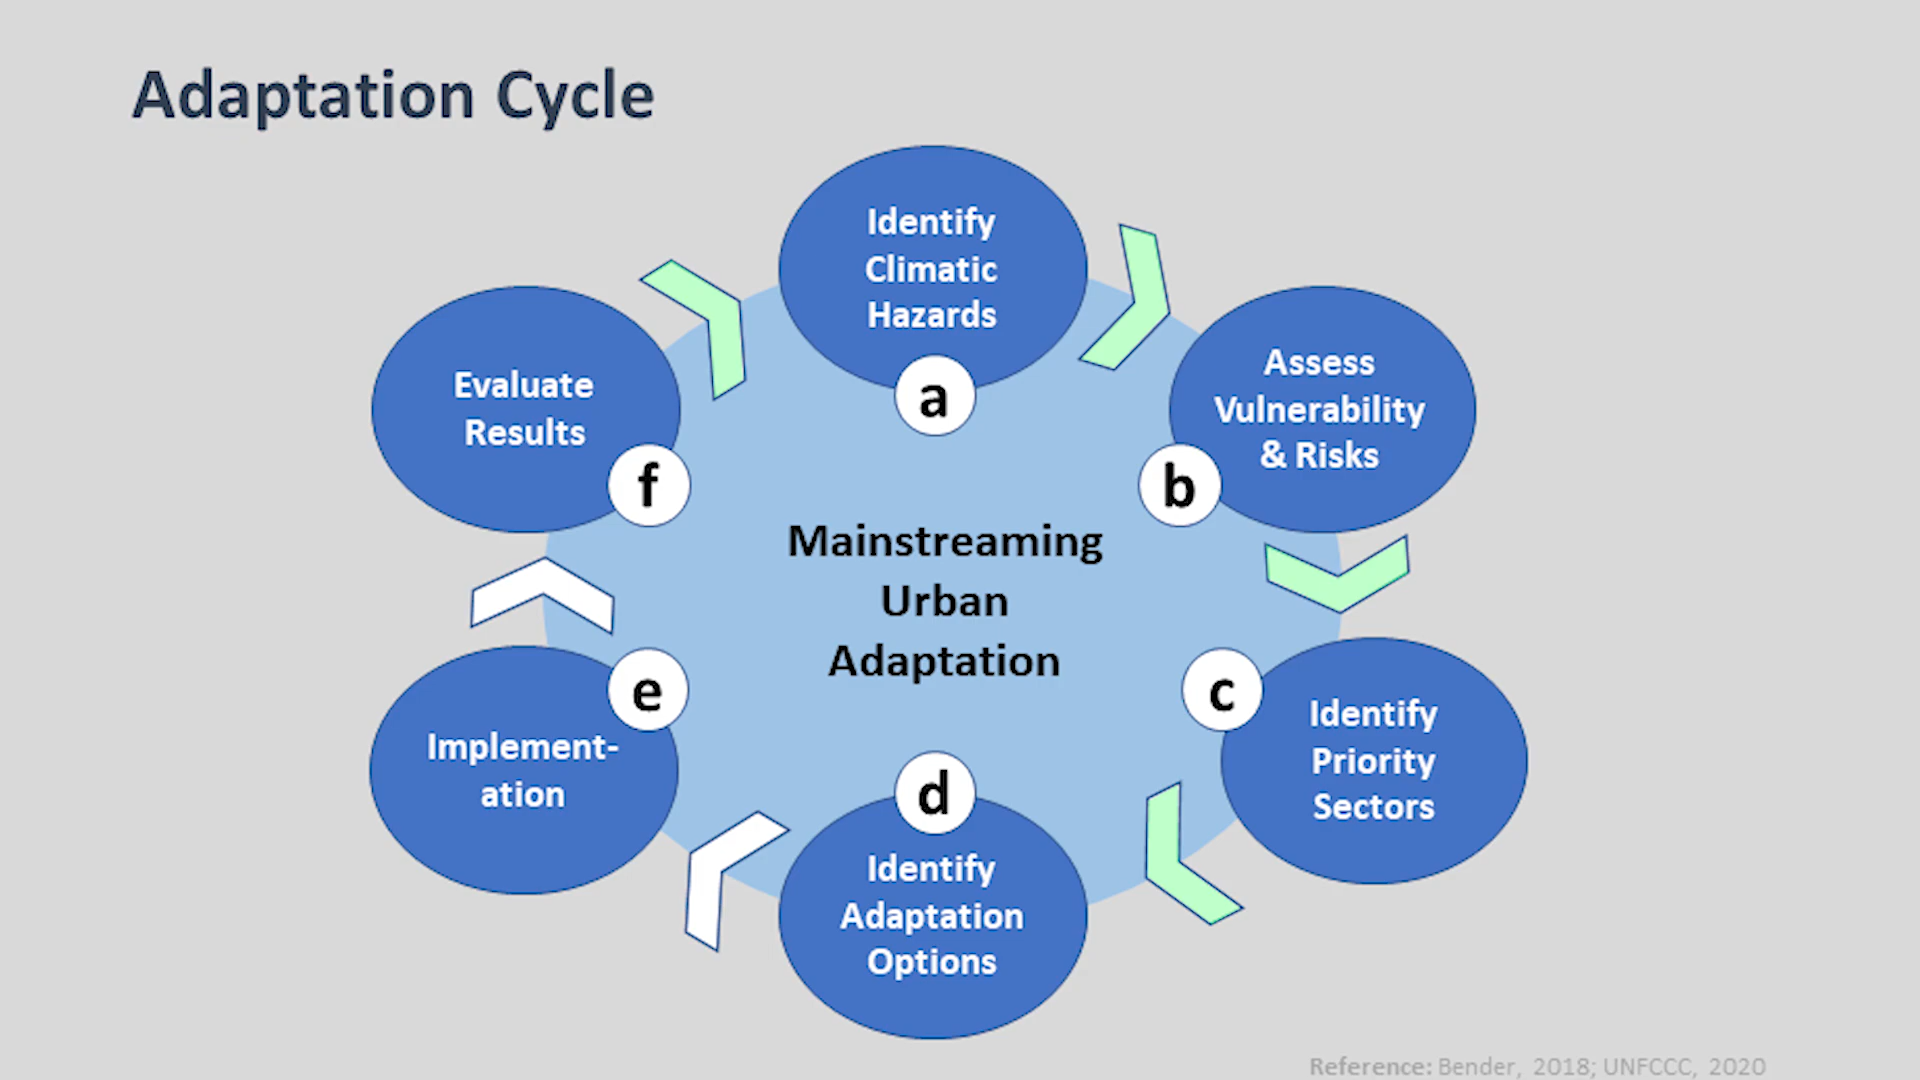 Adaptation Cycle
Identify
Climatic
Hazards
a
Assess
Vulnerability
& Risks
b
Identify
Priority
Sectors
c
Identify
Adaptation
Options
d
Implement-
ation
e
Evaluate
Results
f
Mainstreaming
Urban
Adaptation
Reference: Bender, 2018; UNFCCC, 2020